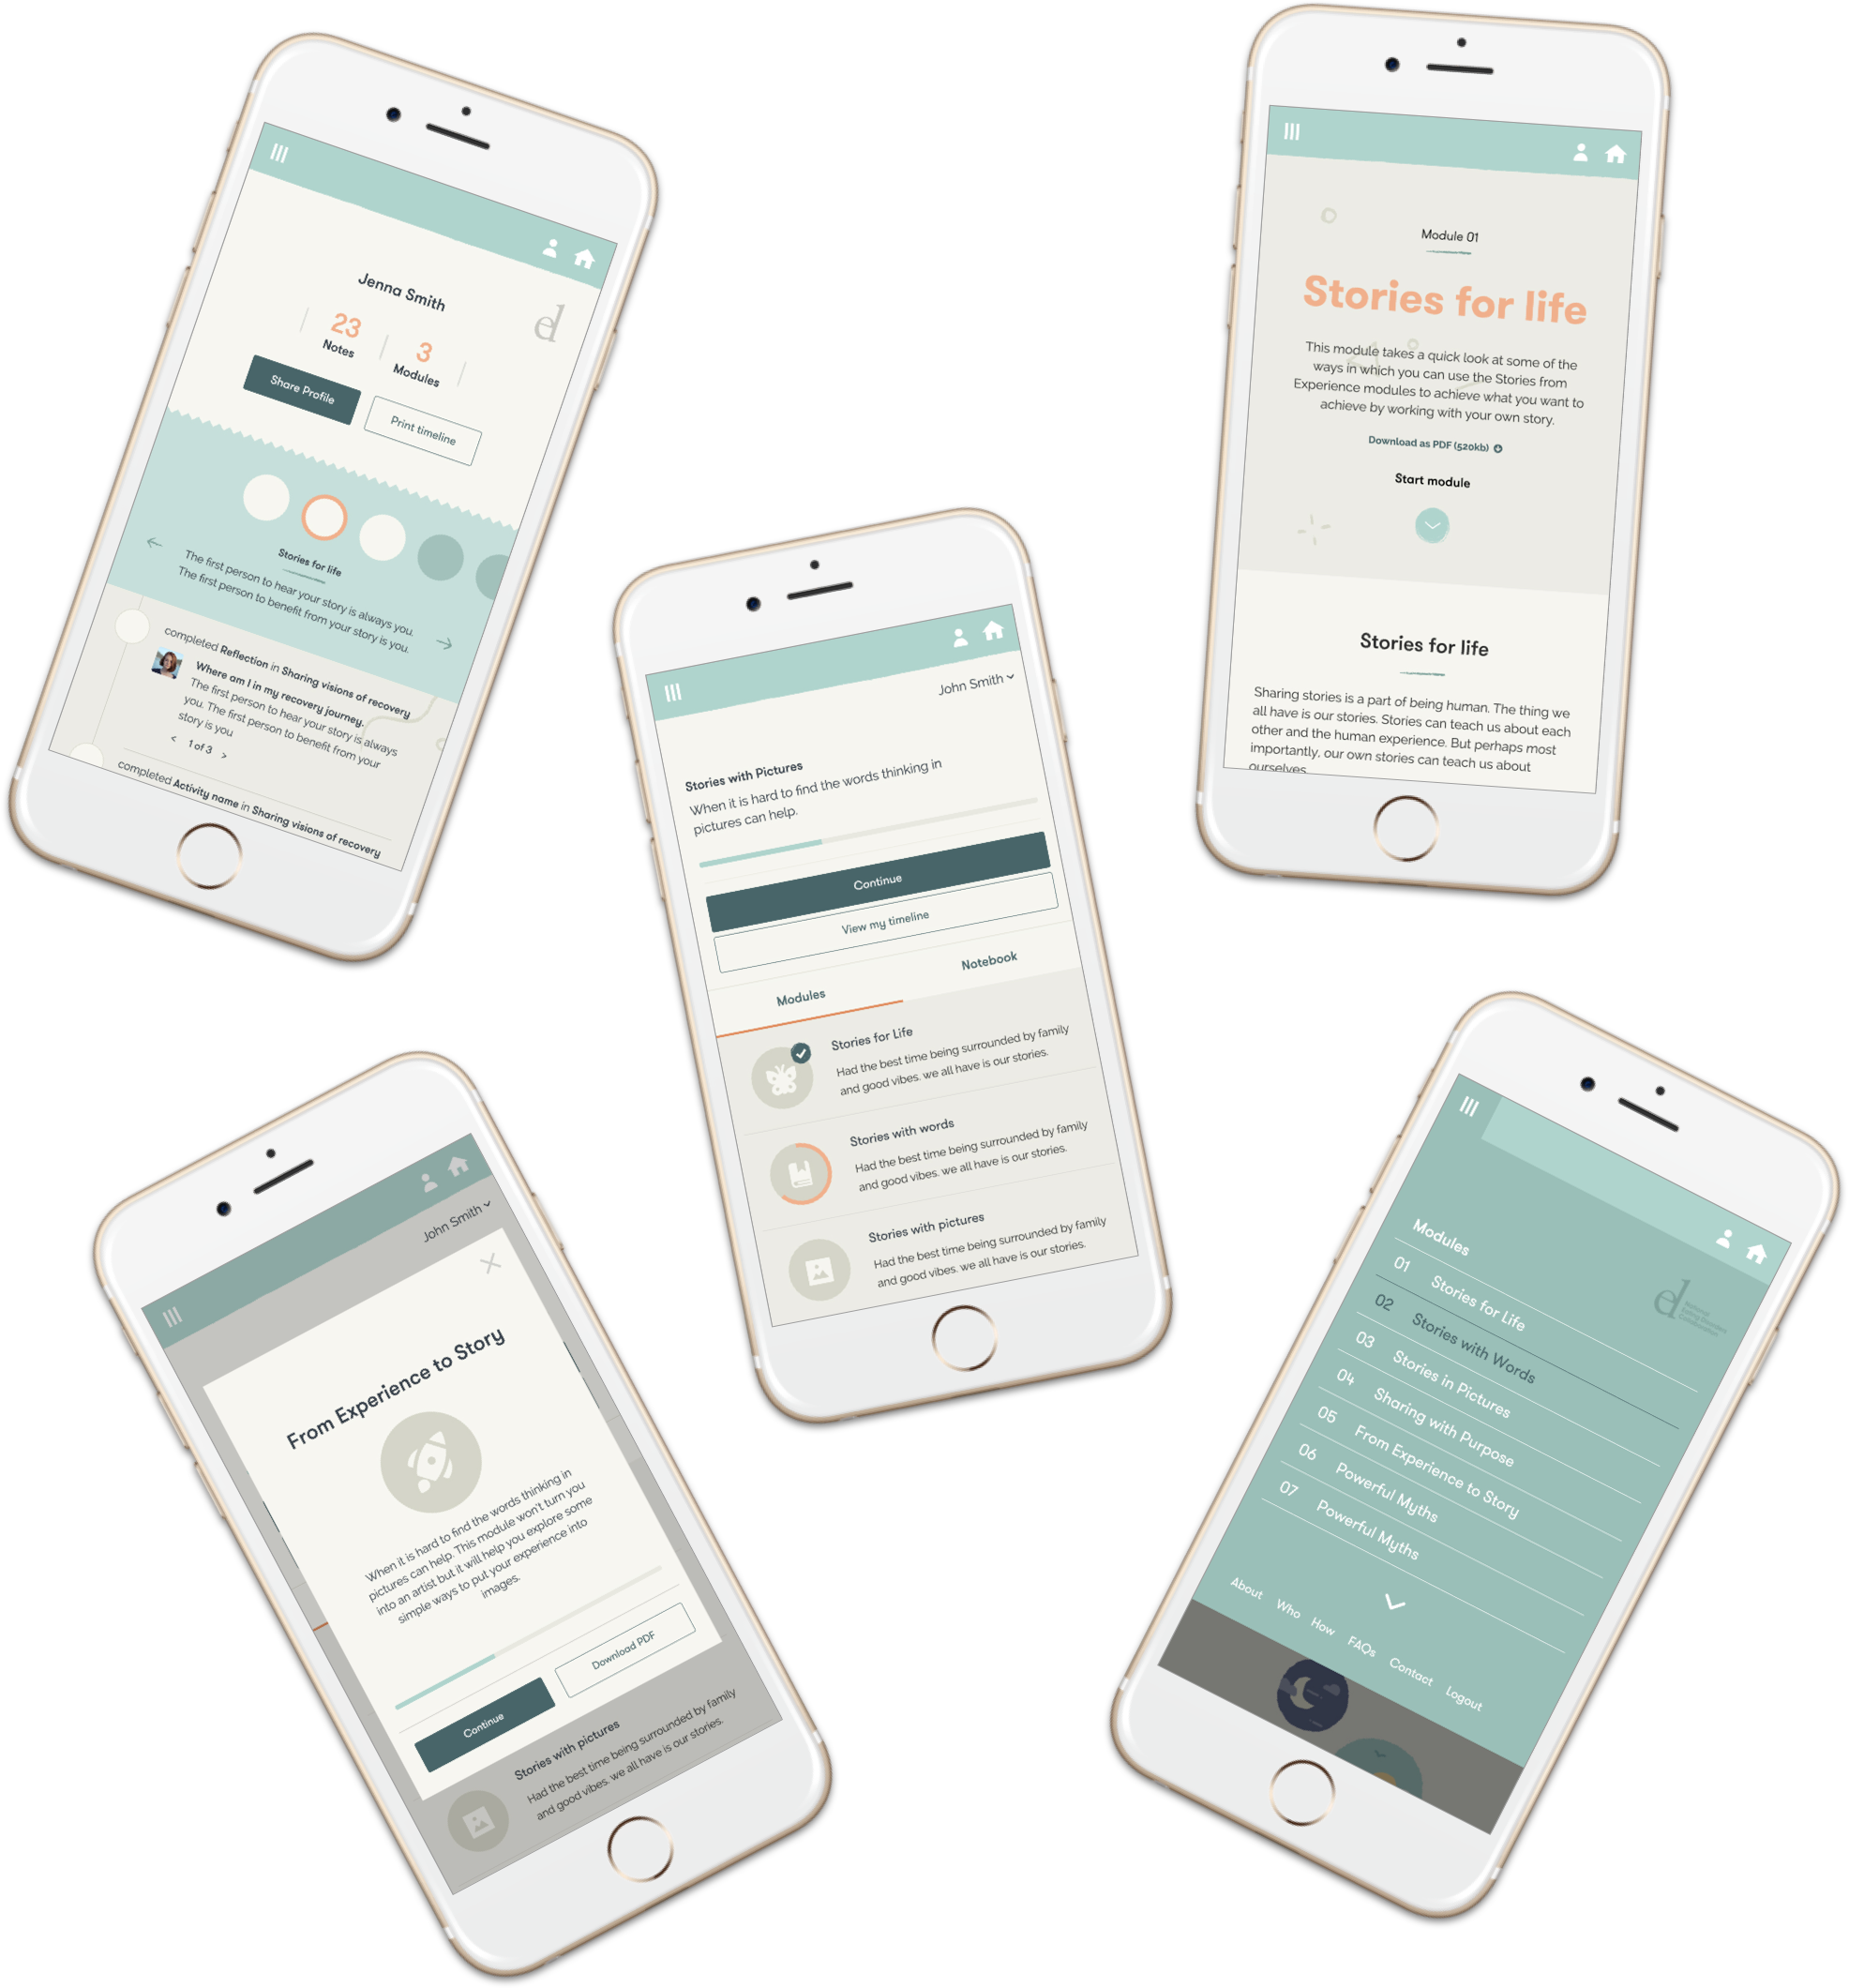 Jenna Smith
23
Notes
3
Modules
Share Profile
Print timeline
Stories for life
The first person to hear your story is always you.
The first person to benefit from your story is you.
completed Reflection in Sharing visions of recovery
Where am I in my recovery journey.
The first person to hear your story is always
you. The first person to benefit from your
story is you
< 1 of 3 >
completed Activity name in Sharing visions of recovery
Module 01
Stories for life
This module takes a quick look at some of the
ways in which you can use the Stories from
Experience modules to achieve what you want to
achieve by working with your own story.
Download as PDF (520kb)
Start module
Stories for life
Sharing stories is a part of being human. The thing we
all have is our stories. Stories can teach us about each
other and the human experience. But perhaps most
importantly, our own stories can teach us about
ourselves
John Smith
Stories with Pictures
When it is hard to find the words thinking in
pictures can help.
Continue
View my timeline
Modules
Notebook
Stories for Life
Had the best time being surrounded by family
and good vibes. we all have is our stories.
Stories with words
Had the best time being surrounded by family
and good vibes. we all have is our stories.
Stories with pictures
Had the best time being surrounded by family
and good vibes. we all have is our stories.
John Smith
From Experience to Story
When it is hard to find the words thinking in
pictures can help. This module won't turn you
into an artist but it will help you explore some
simple ways to put your experience into
images.
Continue
Download PDF
Stories with pictures
Had the best time being surrounded by family
and good vibes. we all have is our stories.
Modules
01 Stories for Life
02 Stories with Words
03 Stories in Pictures
04 Sharing with Purpose
05 From Experience to Story
06 Powerful Myths
07 Powerful Myths
About Who How FAQs Contact Logout